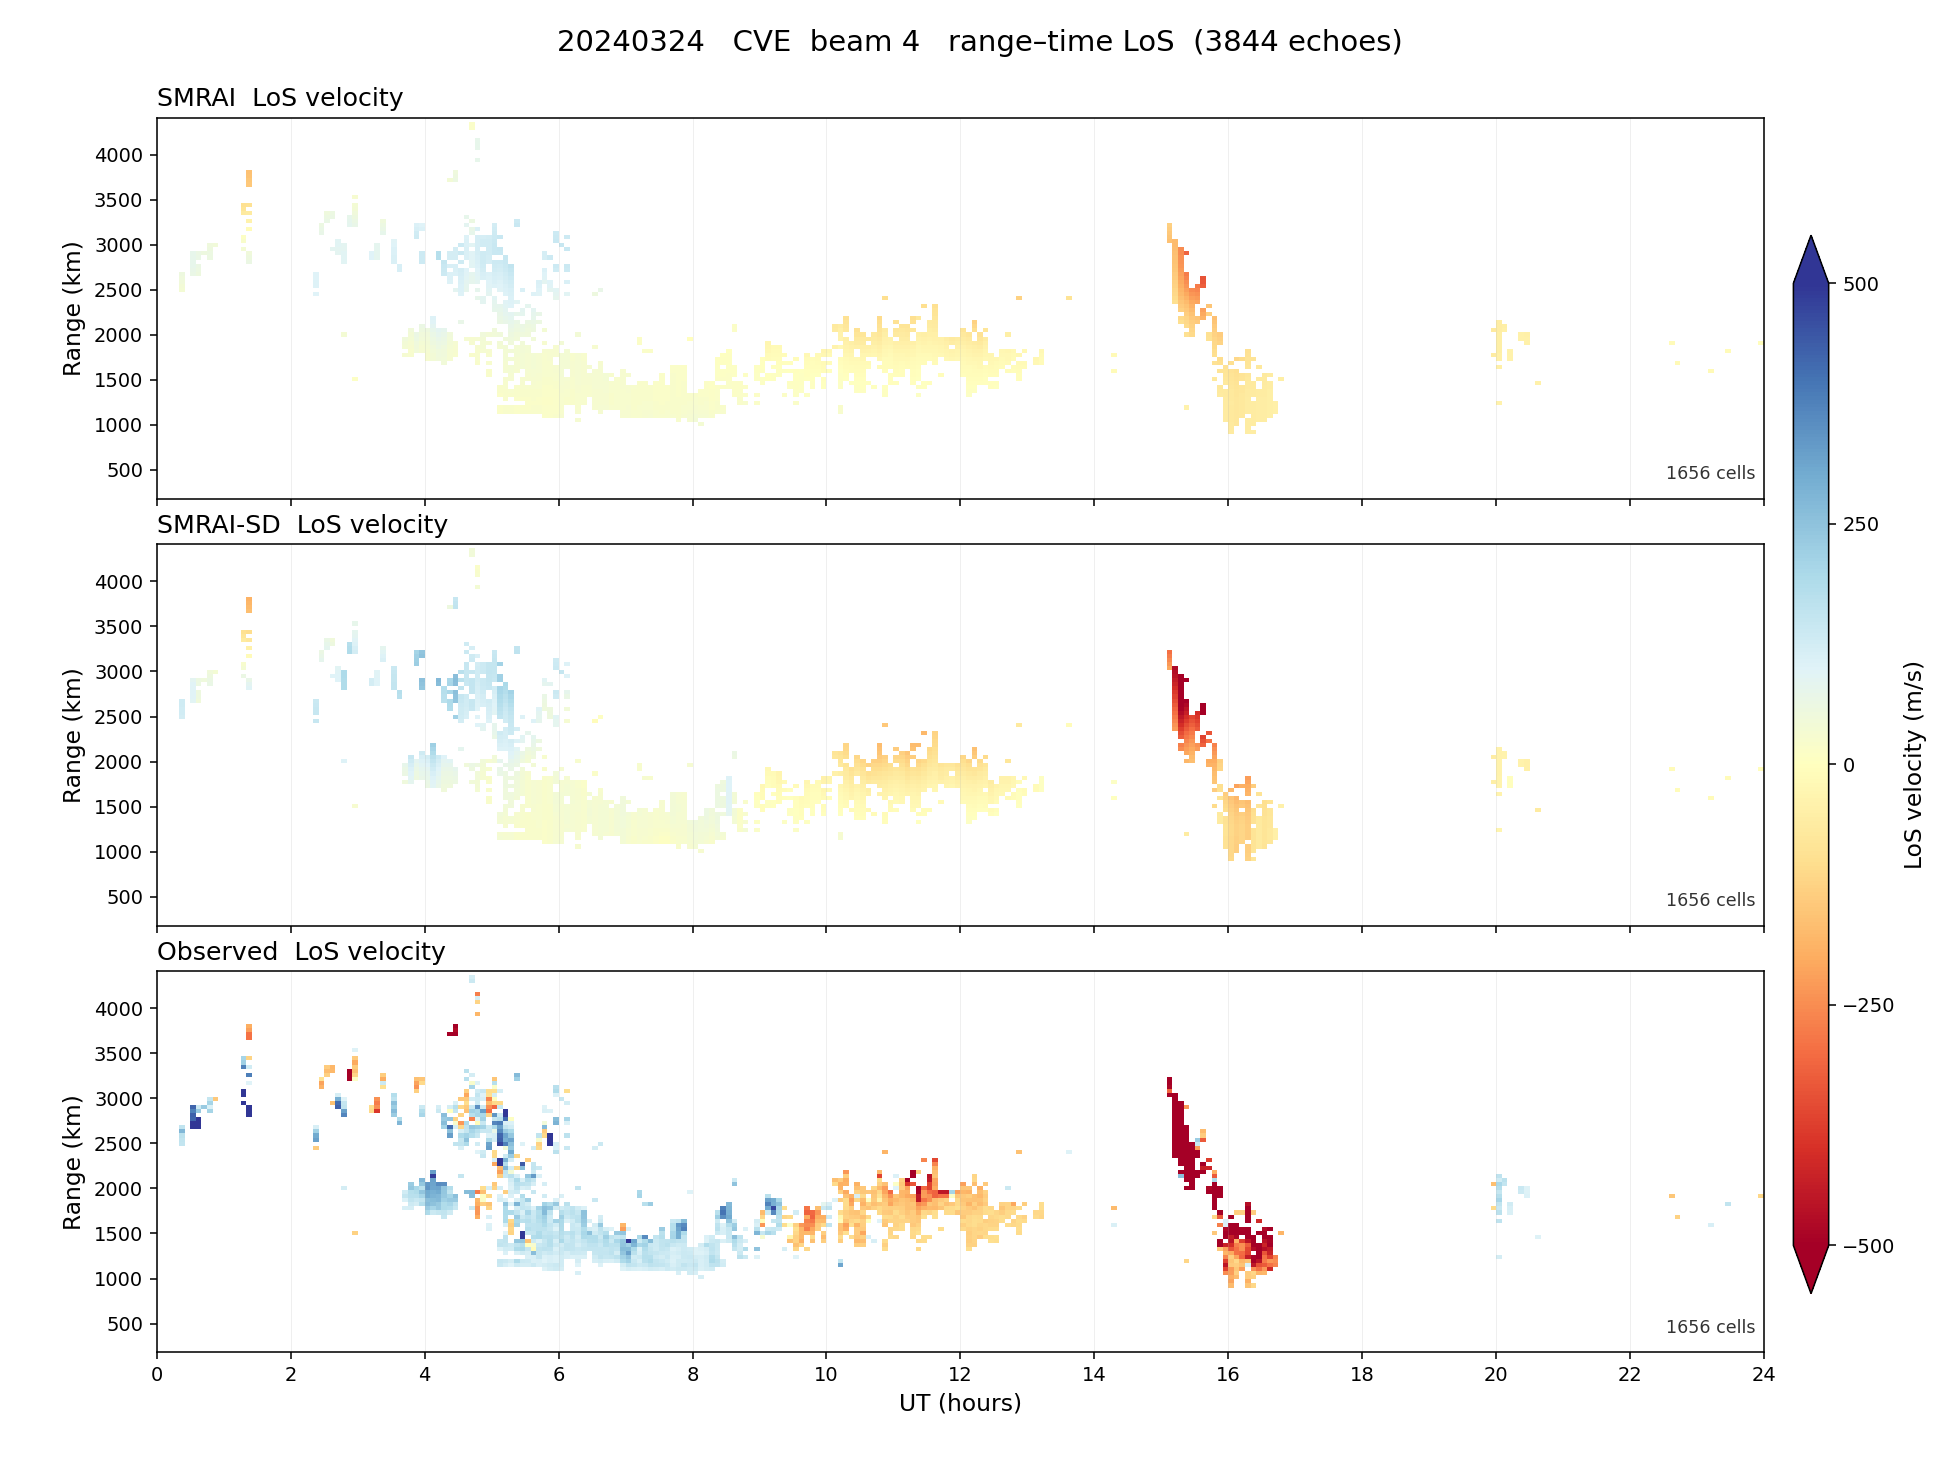 20240324   CVE  beam 4   range–time LoS  (3844 echoes)
SMRAI  LoS velocity
Range (km)
4000
3500
3000
2500
2000
1500
1000
500
1656 cells
SMRAI-SD  LoS velocity
Range (km)
4000
3500
3000
2500
2000
1500
1000
500
1656 cells
Observed  LoS velocity
Range (km)
4000
3500
3000
2500
2000
1500
1000
500
1656 cells
0 2 4 6 8 10 12 14 16 18 20 22 24
UT (hours)
500
250
0
−250
−500
LoS velocity (m/s)